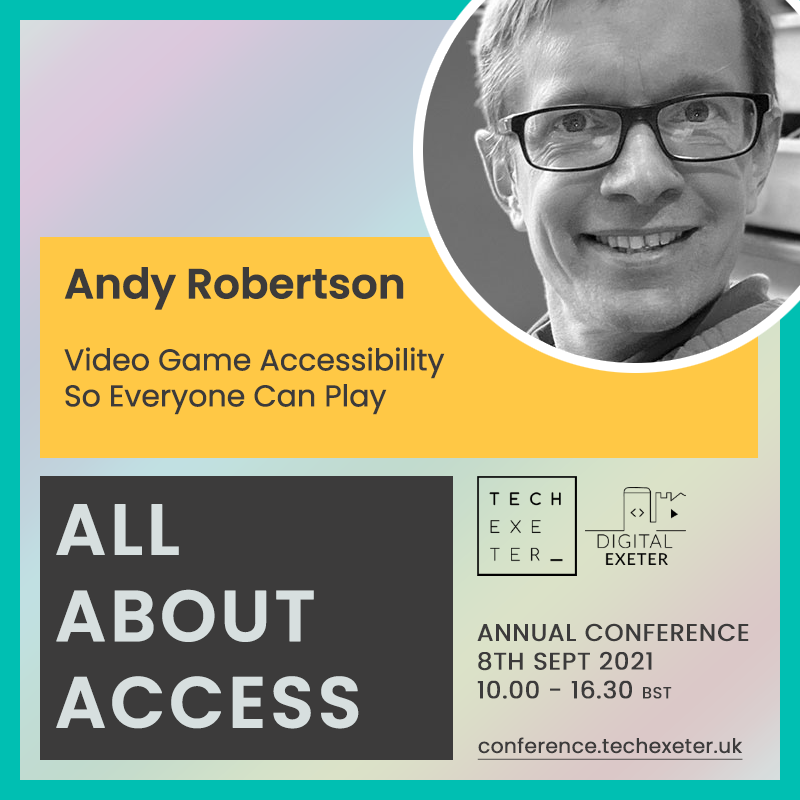 Andy Robertson
Video Game Accessibility
So Everyone Can Play
ALL
ABOUT
ACCESS
TECH
EXE
TER_
<>
DIGITAL
EXETER
ANNUAL CONFERENCE
8TH SEPT 2021
10.00 - 16.30 BST
conference.techexeter.uk